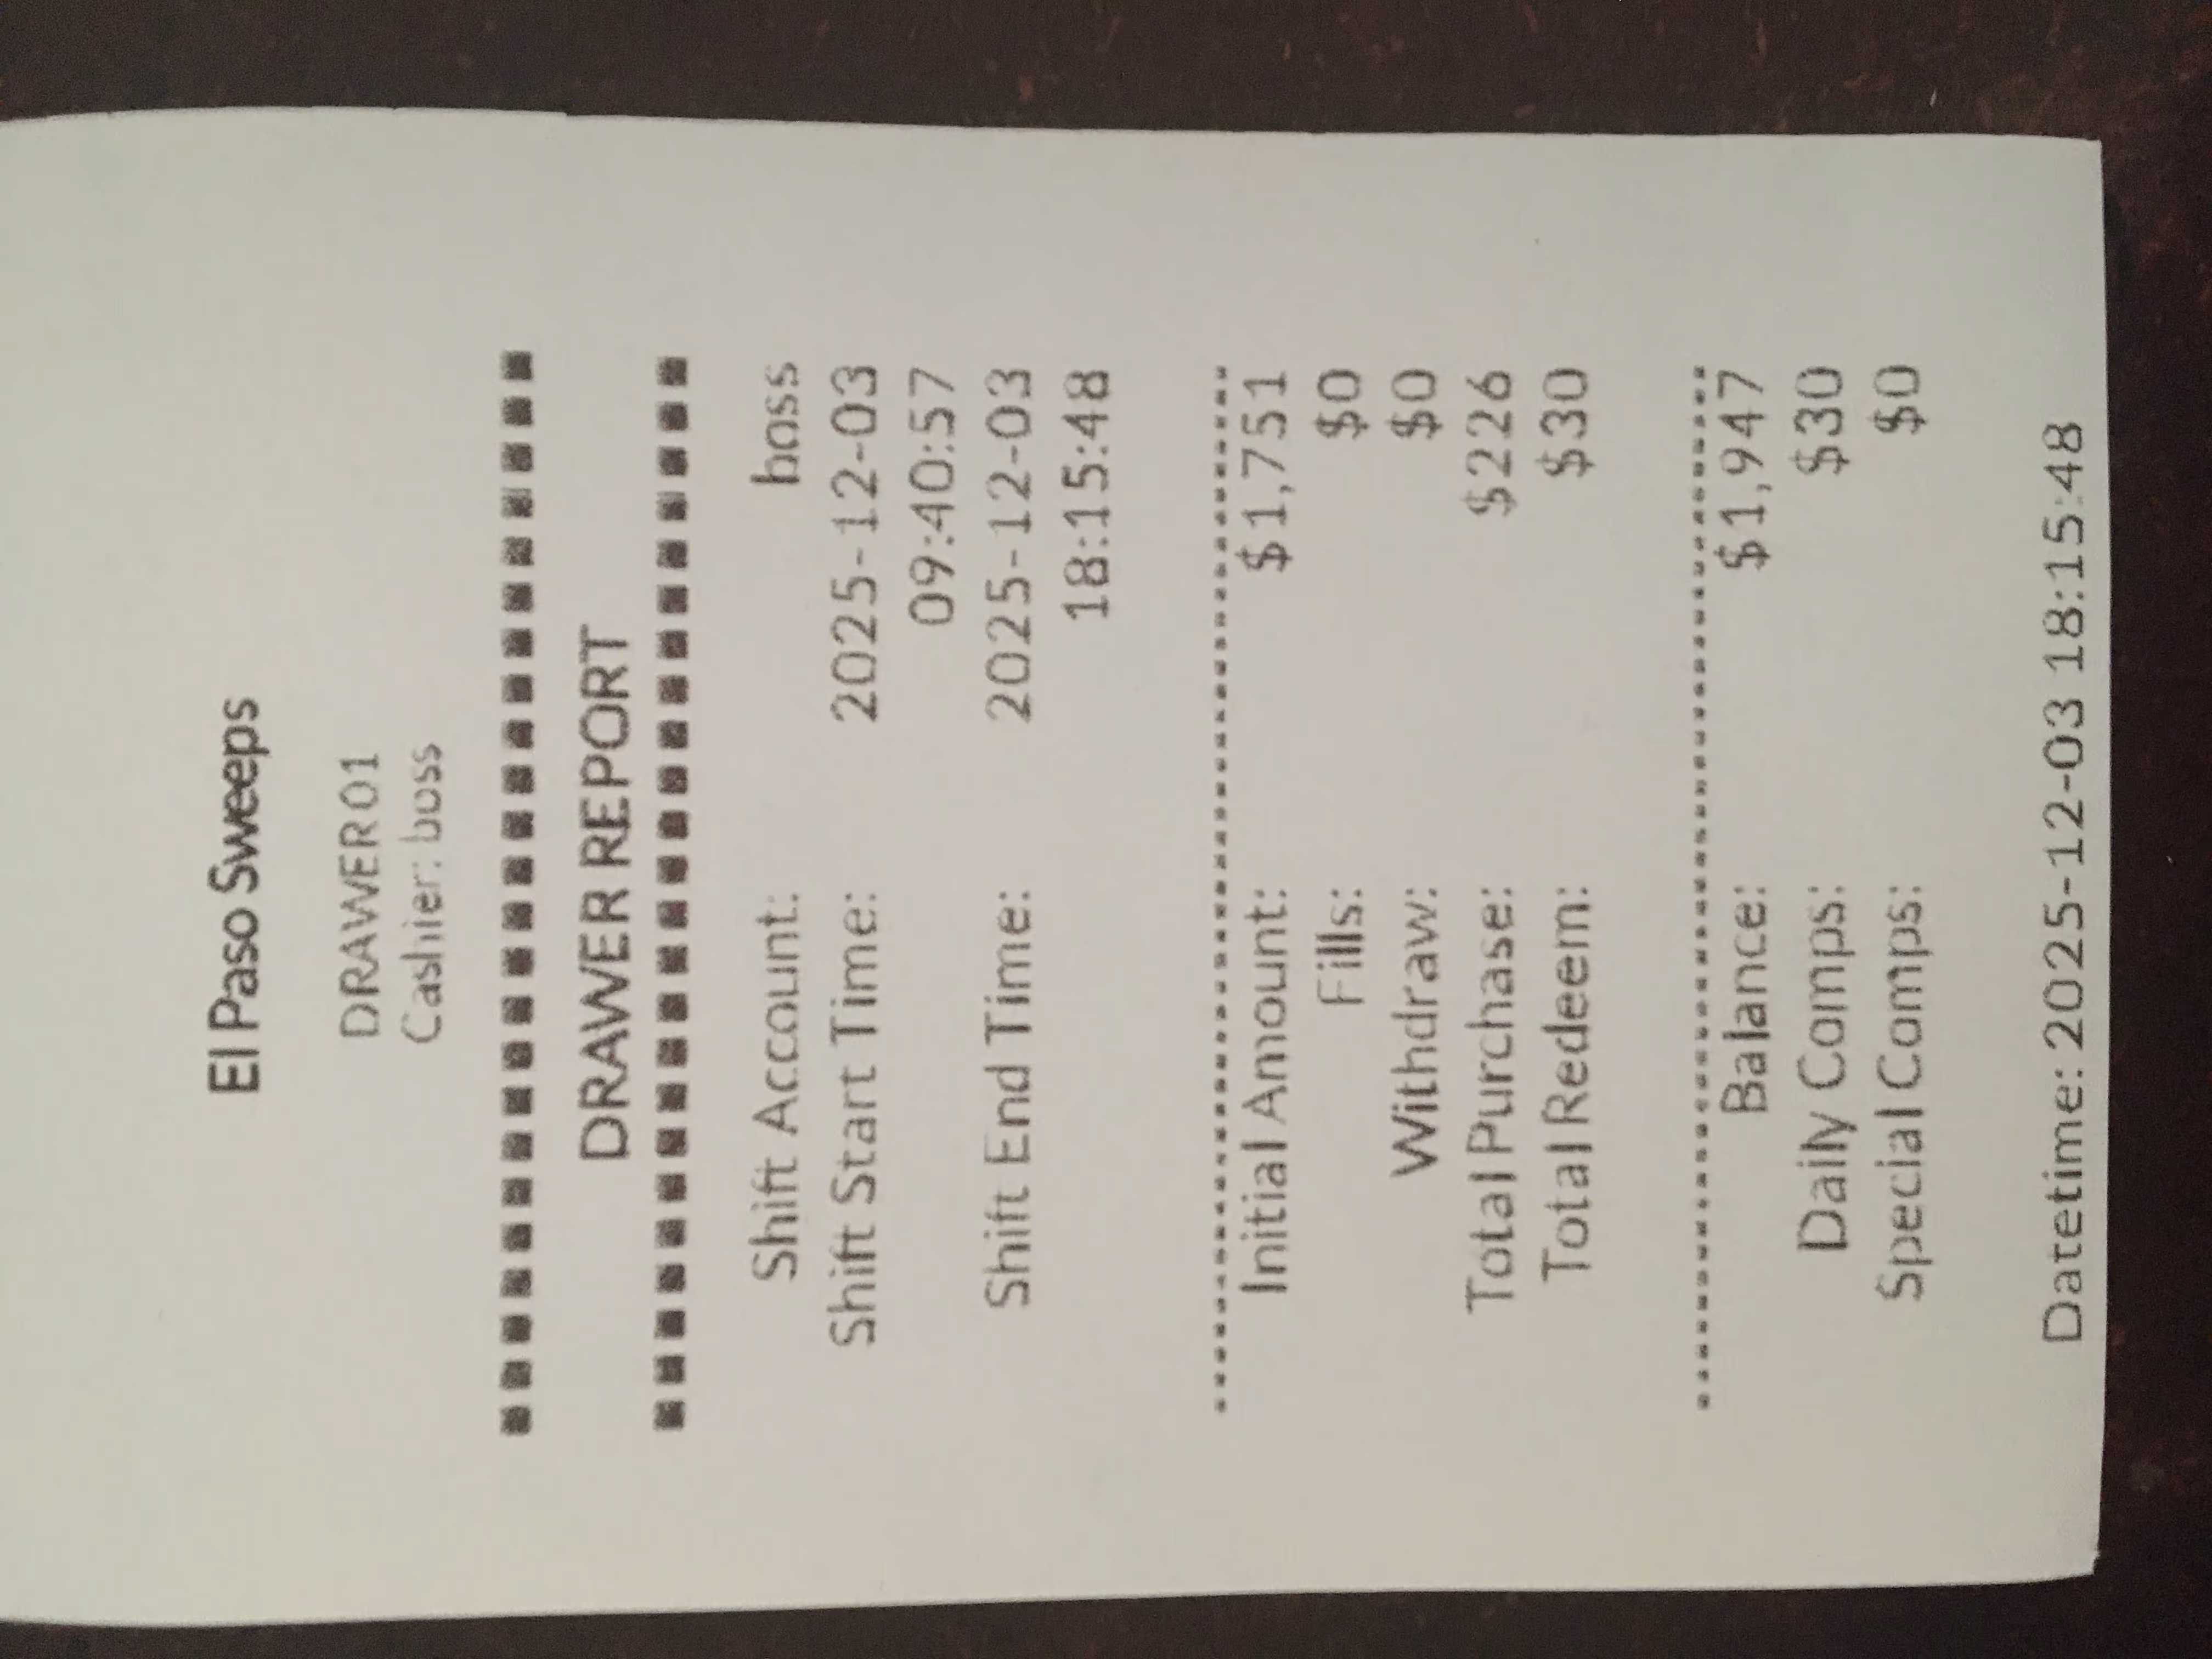 El Paso Sweeps
DRAWER01
Cashier: boss
DRAWER REPORT
Shift Account: boss
Shift Start Time: 2025-12-03
09:40:57
Shift End Time: 2025-12-03
18:15:48
Initial Amount: $1,751
Fills: $0
Withdraw: $0
Total Purchase: $226
Total Redeem: $30
Balance: $1,947
Daily Comps: $30
Special Comps: $0
Datetime: 2025-12-03 18:15:48